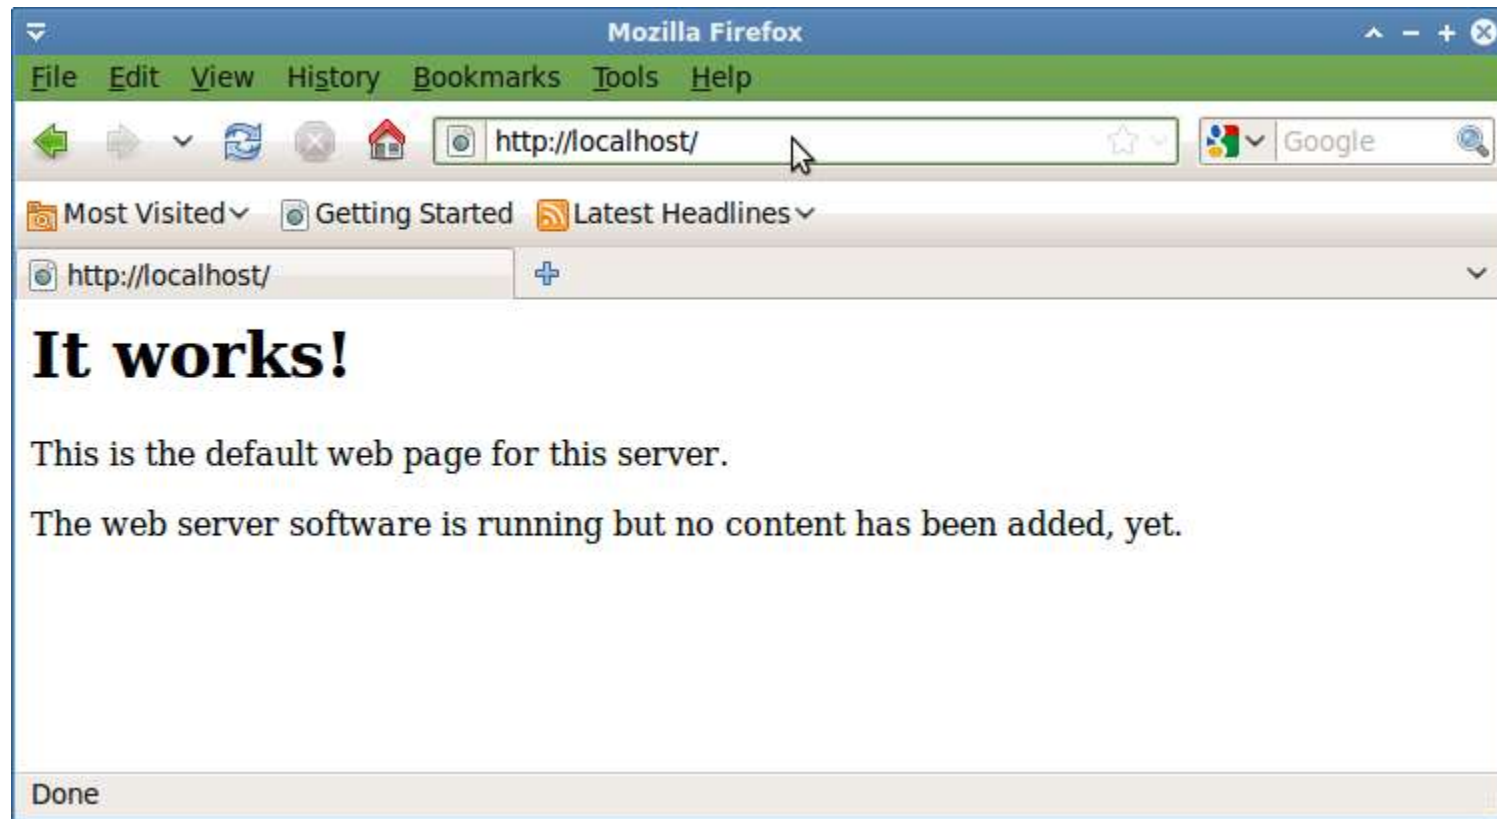 Mozilla Firefox
File Edit View History Bookmarks Tools Help
http://localhost/ Google
Most Visited Getting Started Latest Headlines
http://localhost/
It works!
This is the default web page for this server.
The web server software is running but no content has been added, yet.
Done